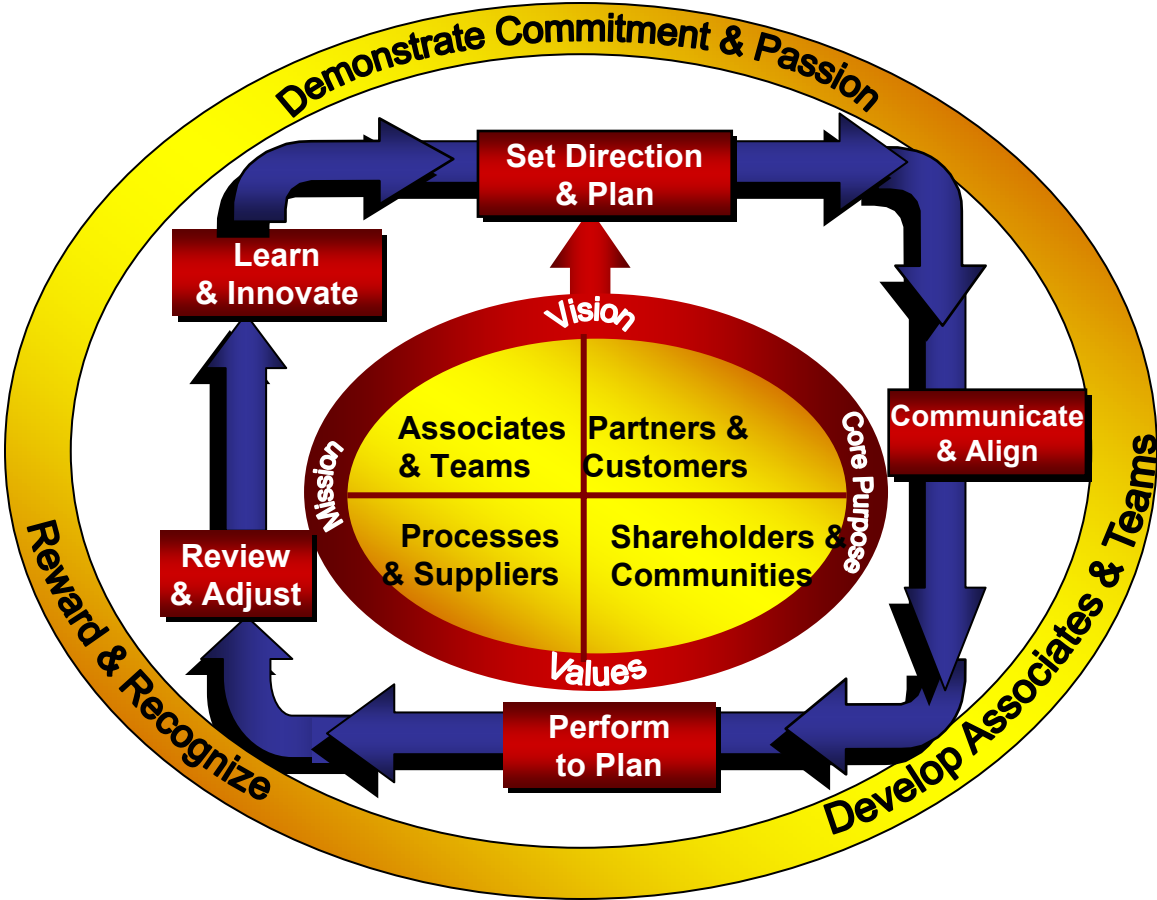 Demonstrate Commitment & Passion
Set Direction
& Plan
Learn
& Innovate
Vision
Communicate
& Align
Associates
& Teams
Partners &
Customers
Mission
Core Purpose
Processes
& Suppliers
Shareholders &
Communities
Review
& Adjust
Values
Perform
to Plan
Reward & Recognize
Develop Associates & Teams